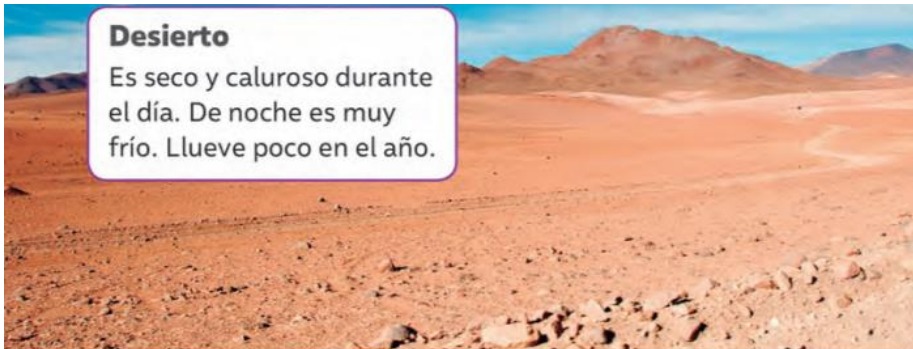 Desierto
Es seco y caluroso durante
el día. De noche es muy
frío. Llueve poco en el año.